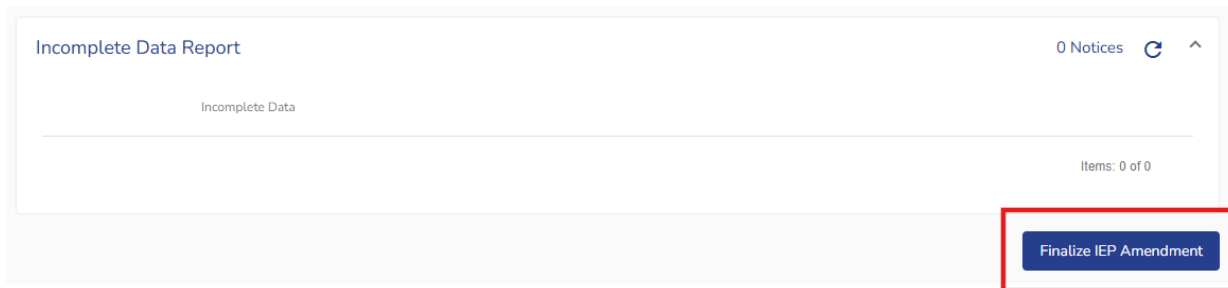 Incomplete Data Report
0 Notices
Incomplete Data
Items: 0 of 0
Finalize IEP Amendment